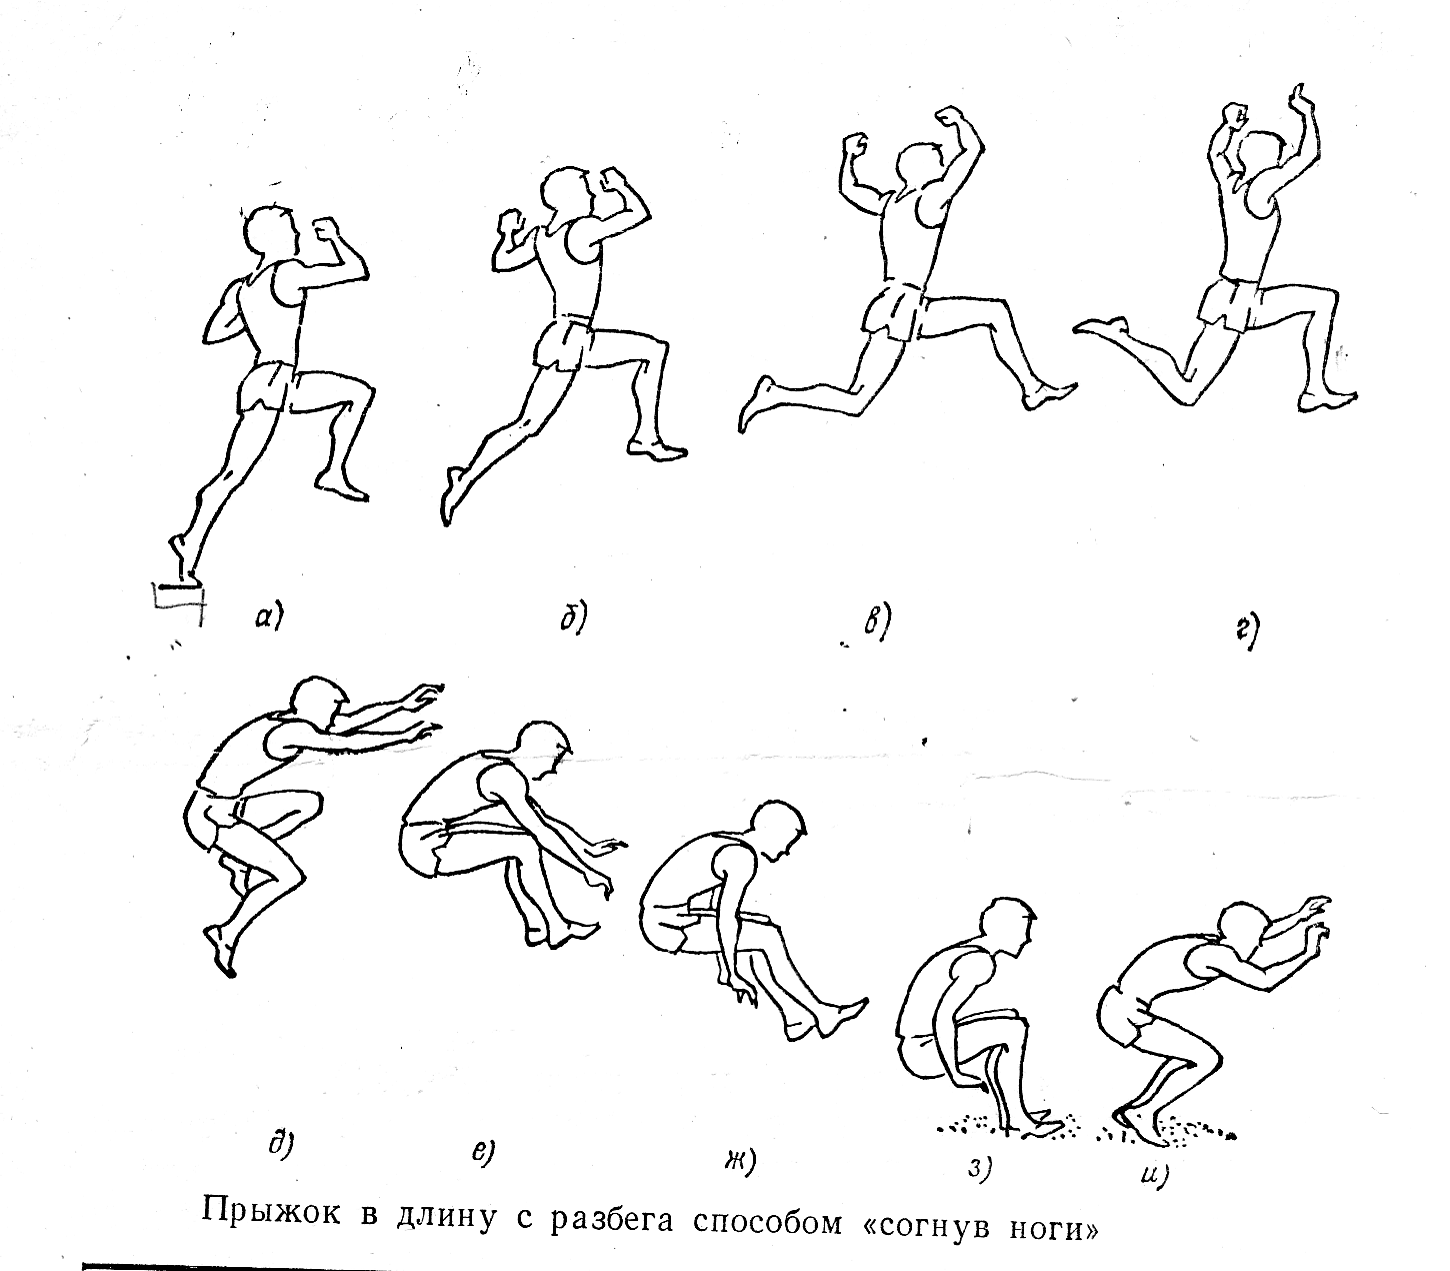 а) б) в) г)
д) е) ж) з) и)
Прыжок в длину с разбега способом «согнув ноги»